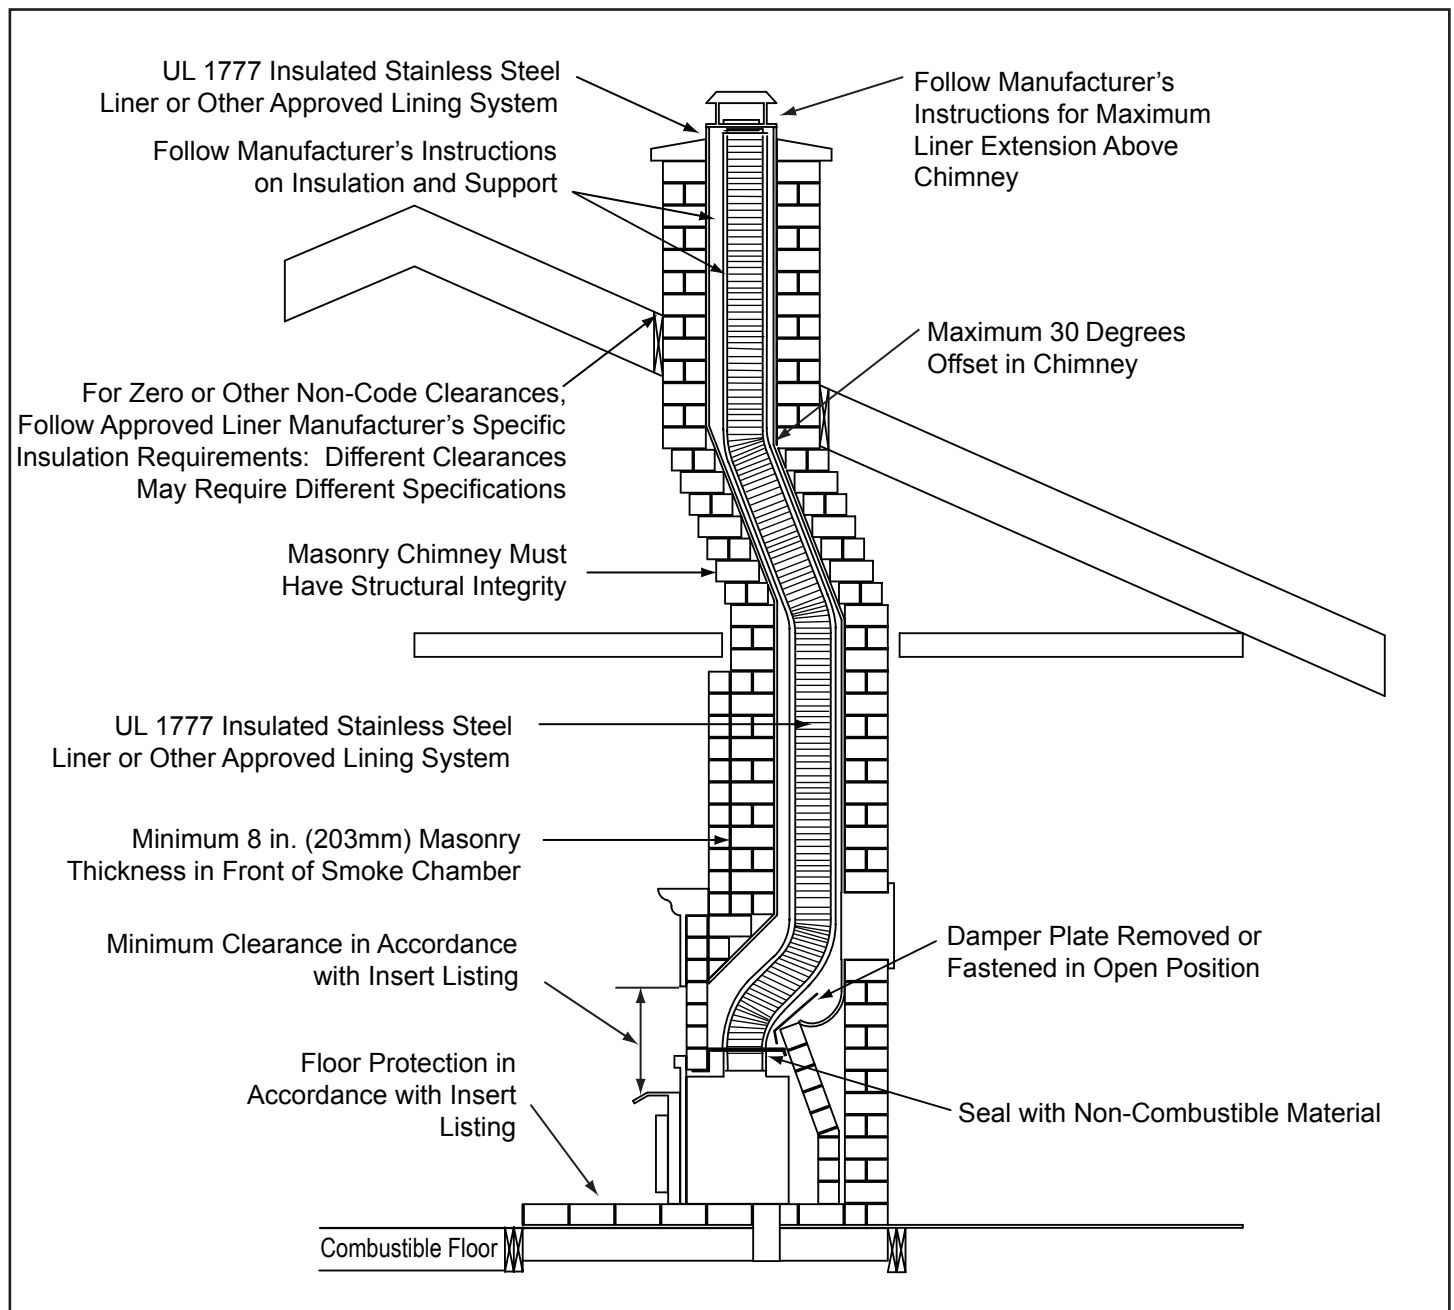 UL 1777 Insulated Stainless Steel
Liner or Other Approved Lining System
Follow Manufacturer's
Instructions for Maximum
Liner Extension Above
Chimney
Follow Manufacturer's Instructions
on Insulation and Support
Maximum 30 Degrees
Offset in Chimney
For Zero or Other Non-Code Clearances,
Follow Approved Liner Manufacturer's Specific
Insulation Requirements: Different Clearances
May Require Different Specifications
Masonry Chimney Must
Have Structural Integrity
UL 1777 Insulated Stainless Steel
Liner or Other Approved Lining System
Minimum 8 in. (203mm) Masonry
Thickness in Front of Smoke Chamber
Minimum Clearance in Accordance
with Insert Listing
Damper Plate Removed or
Fastened in Open Position
Floor Protection in
Accordance with Insert
Listing
Seal with Non-Combustible Material
Combustible Floor